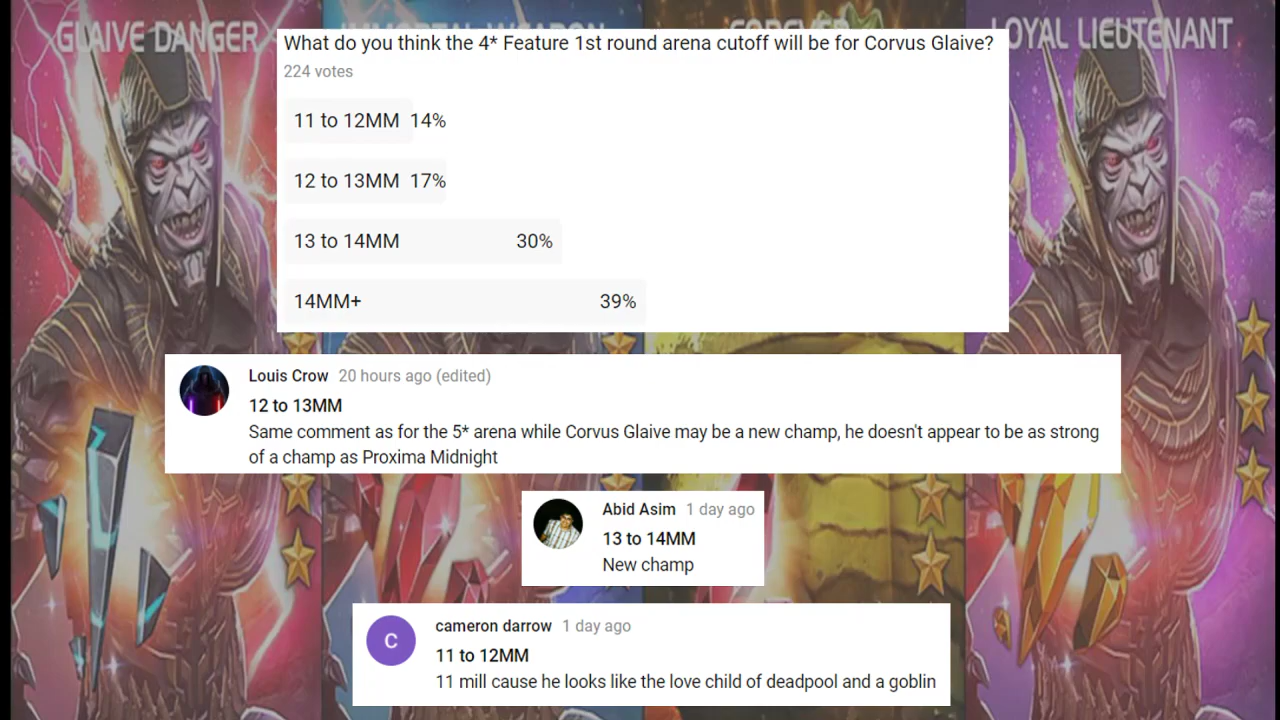 GLAIVE DANGER
IMMORTAL WEAPON
FOREVER
LOYAL LIEUTENANT
What do you think the 4* Feature 1st round arena cutoff will be for Corvus Glaive?
224 votes
11 to 12MM 14%
12 to 13MM 17%
13 to 14MM 30%
14MM+ 39%
Louis Crow 20 hours ago (edited)
12 to 13MM
Same comment as for the 5* arena while Corvus Glaive may be a new champ, he doesn't appear to be as strong
of a champ as Proxima Midnight
Abid Asim 1 day ago
13 to 14MM
New champ
C
cameron darrow 1 day ago
11 to 12MM
11 mill cause he looks like the love child of deadpool and a goblin